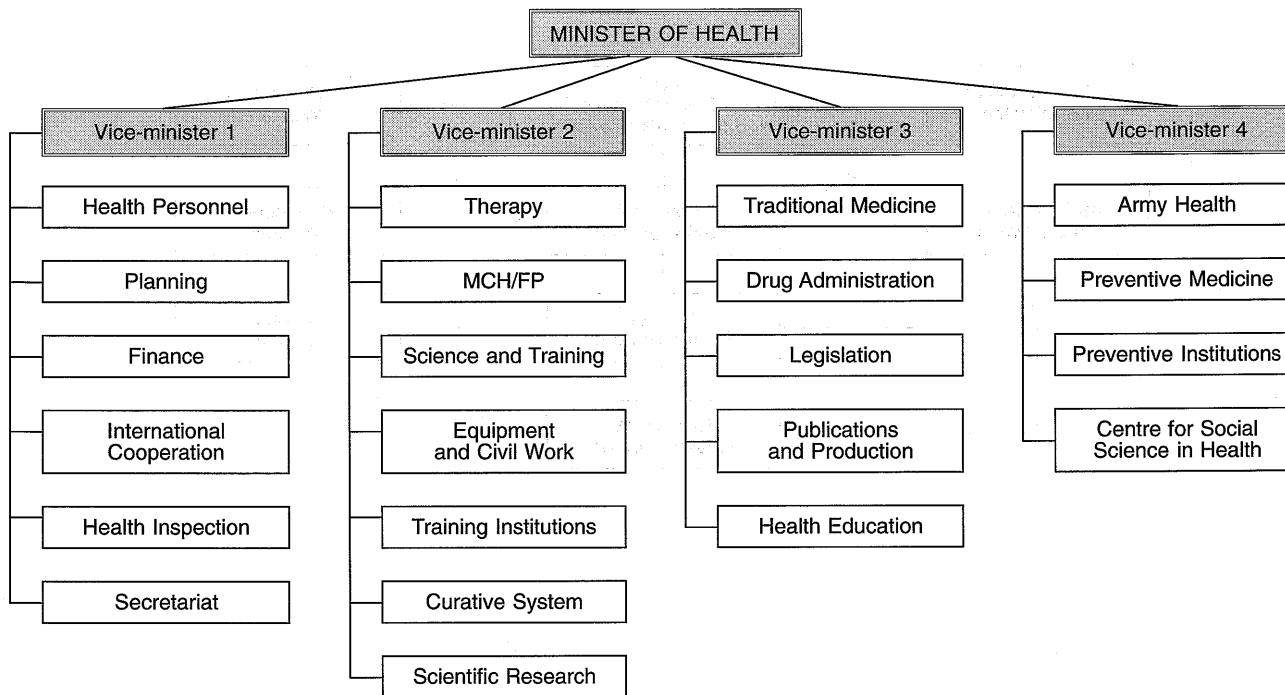 MINISTER OF HEALTH
Vice-minister 1
Health Personnel
Planning
Finance
International
Cooperation
Health Inspection
Secretariat
Vice-minister 2
Therapy
MCH/FP
Science and Training
Equipment
and Civil Work
Training Institutions
Curative System
Scientific Research
Vice-minister 3
Traditional Medicine
Drug Administration
Legislation
Publications
and Production
Health Education
Vice-minister 4
Army Health
Preventive Medicine
Preventive Institutions
Centre for Social
Science in Health